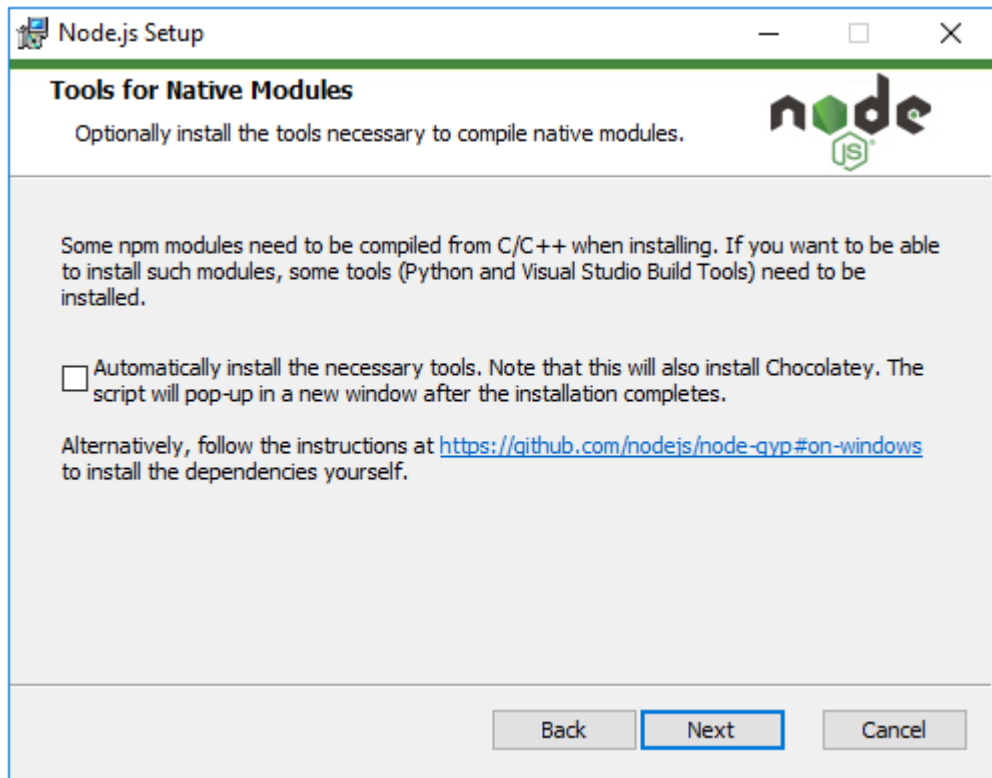 Node.js Setup
Tools for Native Modules
Optionally install the tools necessary to compile native modules.
node
JS
Some npm modules need to be compiled from C/C++ when installing. If you want to be able
to install such modules, some tools (Python and Visual Studio Build Tools) need to be
installed.
Automatically install the necessary tools. Note that this will also install Chocolatey. The
script will pop-up in a new window after the installation completes.
Alternatively, follow the instructions at https://github.com/nodejs/node-gyp#on-windows
to install the dependencies yourself.
Back Next Cancel